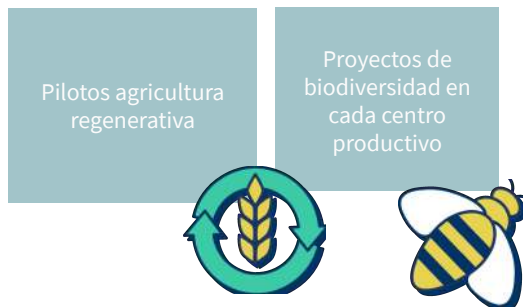 Pilotos agricultura
regenerativa
Proyectos de
biodiversidad en
cada centro
productivo